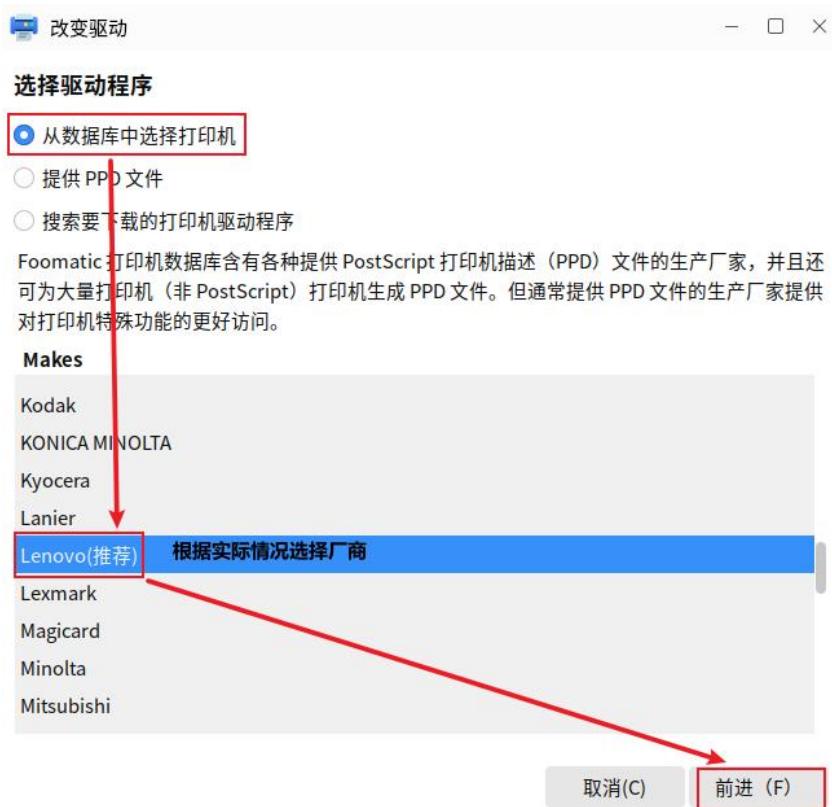 改变驱动
选择驱动程序
从数据库中选择打印机
提供 PPD 文件
搜索要下载的打印机驱动程序
Foomatic 打印机数据库含有各种提供 PostScript 打印机描述（PPD）文件的生产厂家，并且还
可为大量打印机（非 PostScript）打印机生成 PPD 文件。但通常提供 PPD 文件的生产厂家提供
对打印机特殊功能的更好访问。
Makes
Kodak
KONICA MINOLTA
Kyocera
Lanier
Lenovo(推荐) 根据实际情况选择厂商
Lexmark
Magicard
Minolta
Mitsubishi
取消(C) 前进（F）